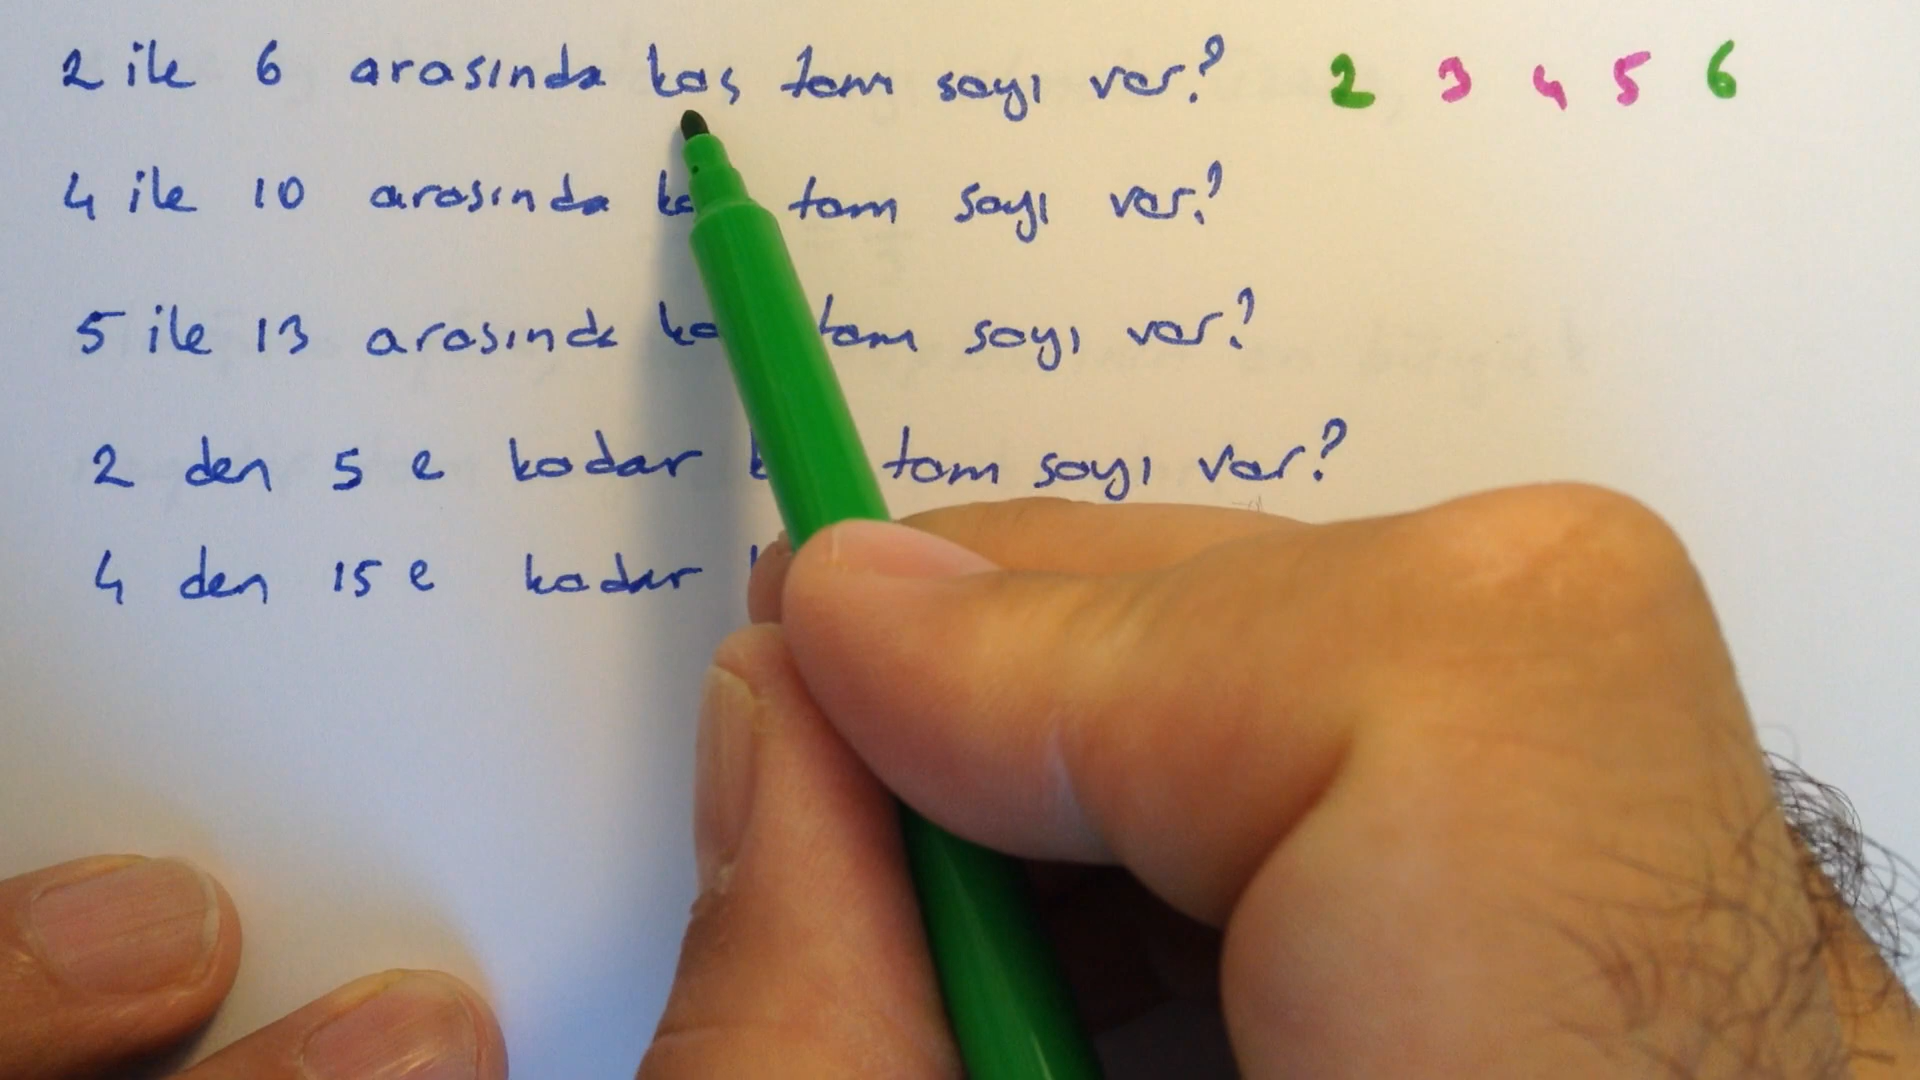 2 ile 6 arasında kaç tam sayı var? 2 3 4 5 6
4 ile 10 arasında tam sayı var?
5 ile 13 arasında tam sayı var?
2 den 5 e kadar tam sayı var?
4 den 15 e kadar